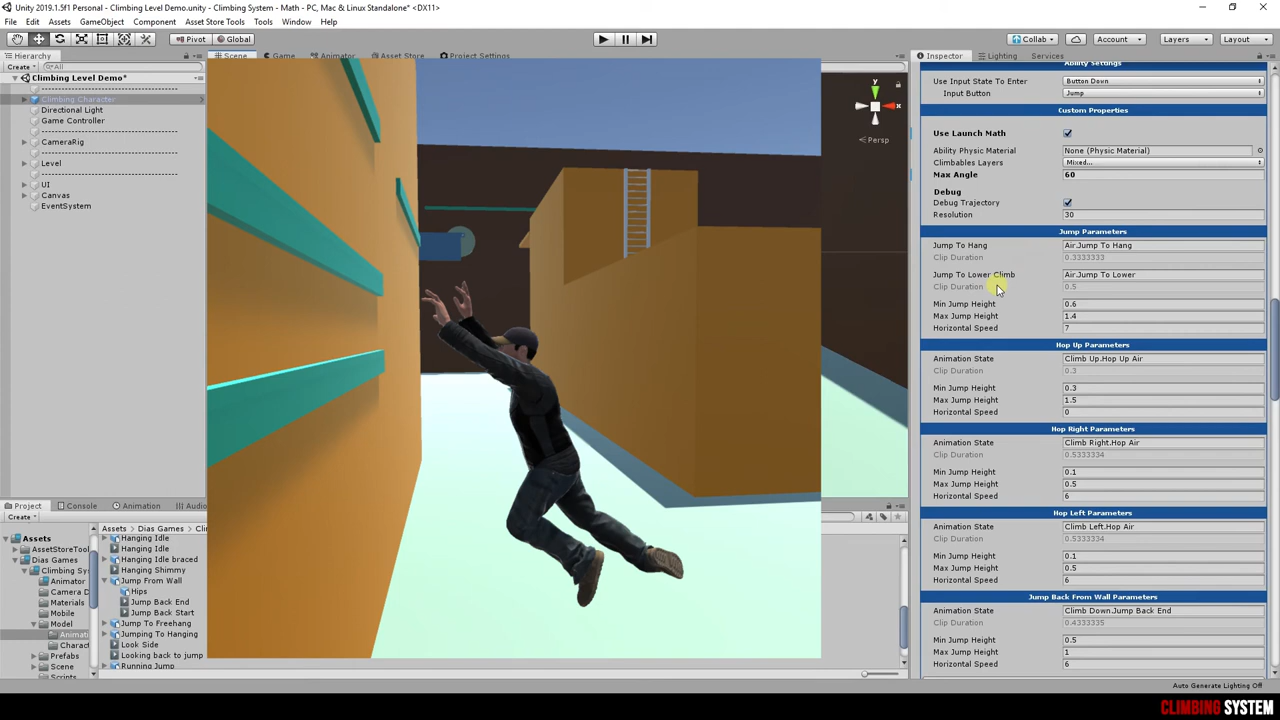 Unity 2019.1.5f1 Personal - Climbing Level Demo.unity - Climbing System - Math - PC, Mac & Linux Standalone* <DX11>
File Edit Assets GameObject Component Asset Store Tools Tools Window Help
Pivot Global Collab Account Layers Layout
Hierarchy Scene Game Animator Asset Store Project Settings Inspector Lighting Services
Create All
Climbing Level Demo*
Climbing Character
Directional Light
Game Controller
CameraRig
Level
UI
Canvas
EventSystem
y
x
Persp
Ability Settings
Use Input State To Enter Button Down
Input Button Jump
Custom Properties
Use Launch Math
Ability Physic Material None (Physic Material)
Climbables Layers Mixed...
Max Angle 60
Debug
Debug Trajectory
Resolution 30
Jump Parameters
Jump To Hang Air.Jump To Hang
Clip Duration 0.3333333
Jump To Lower Climb Air.Jump To Lower
Clip Duration 0.5
Min Jump Height 0.6
Max Jump Height 1.4
Horizontal Speed 7
Hop Up Parameters
Animation State Climb Up.Hop Up Air
Clip Duration 0.3
Min Jump Height 0.3
Max Jump Height 1.5
Horizontal Speed 0
Hop Right Parameters
Animation State Climb Right.Hop Air
Clip Duration 0.5333334
Min Jump Height 0.1
Max Jump Height 0.5
Horizontal Speed 6
Hop Left Parameters
Animation State Climb Left.Hop Air
Clip Duration 0.5333334
Min Jump Height 0.1
Max Jump Height 0.5
Horizontal Speed 6
Jump Back From Wall Parameters
Animation State Climb Down.Jump Back End
Clip Duration 0.4333335
Min Jump Height 0.5
Max Jump Height 1
Horizontal Speed 6
Project Console Animation Audio
Create
Assets
AssetStoreTool
Dias Games
Climbing Sy
Animator
Camera D
Materials
Mobile
Model
Animati
Charact
Prefabs
Scene
Scripts
Assets Dias Games Cli
Hanging Idle
Hanging Idle
Hanging Idle braced
Hanging Shimmy
Jump From Wall
Hips
Jump Back End
Jump Back Start
Jump To Freehang
Jumping To Hanging
Look Side
Looking back to jump
Running Jump
Auto Generate Lighting Off
CLIMBING SYSTEM